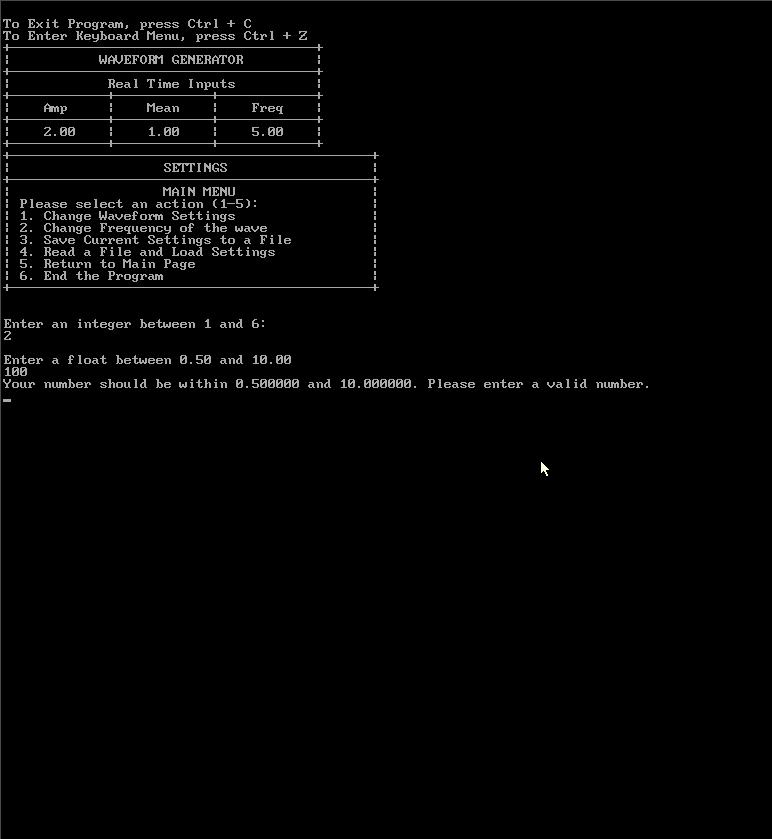 To Exit Program, press Ctrl + C
To Enter Keyboard Menu, press Ctrl + Z
WAVEFORM GENERATOR
Real Time Inputs
Amp Mean Freq
2.00 1.00 5.00
SETTINGS
MAIN MENU
Please select an action (1-5):
1. Change Waveform Settings
2. Change Frequency of the wave
3. Save Current Settings to a File
4. Read a File and Load Settings
5. Return to Main Page
6. End the Program
Enter an integer between 1 and 6:
2
Enter a float between 0.50 and 10.00
100
Your number should be within 0.500000 and 10.000000. Please enter a valid number.